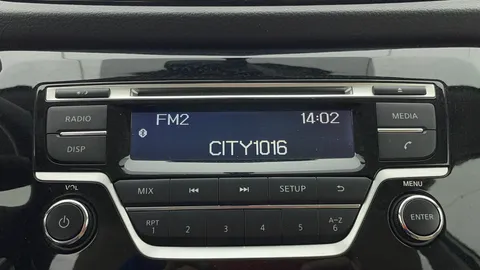 FM2 14:02
CITY1016
RADIO
MEDIA
DISP
VOL
MENU
MIX
SETUP
ENTER
RPT A-Z
1 2 3 4 5 6